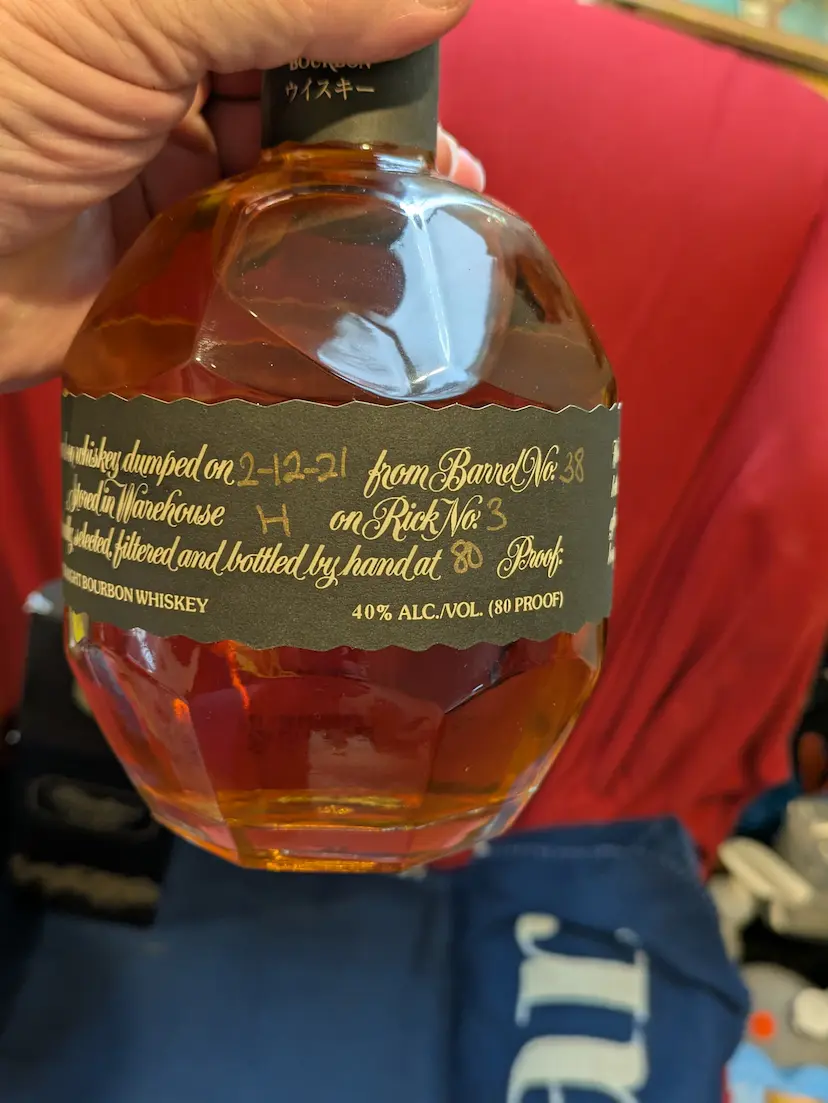 BOURBON
ウイスキー
whiskey dumped on 2-12-21 from Barrel No: 38
Stored in Warehouse H on Rick No: 3
selected, filtered and bottled by hand at 80 Proof.
BOURBON WHISKEY 40% ALC./VOL. (80 PROOF)